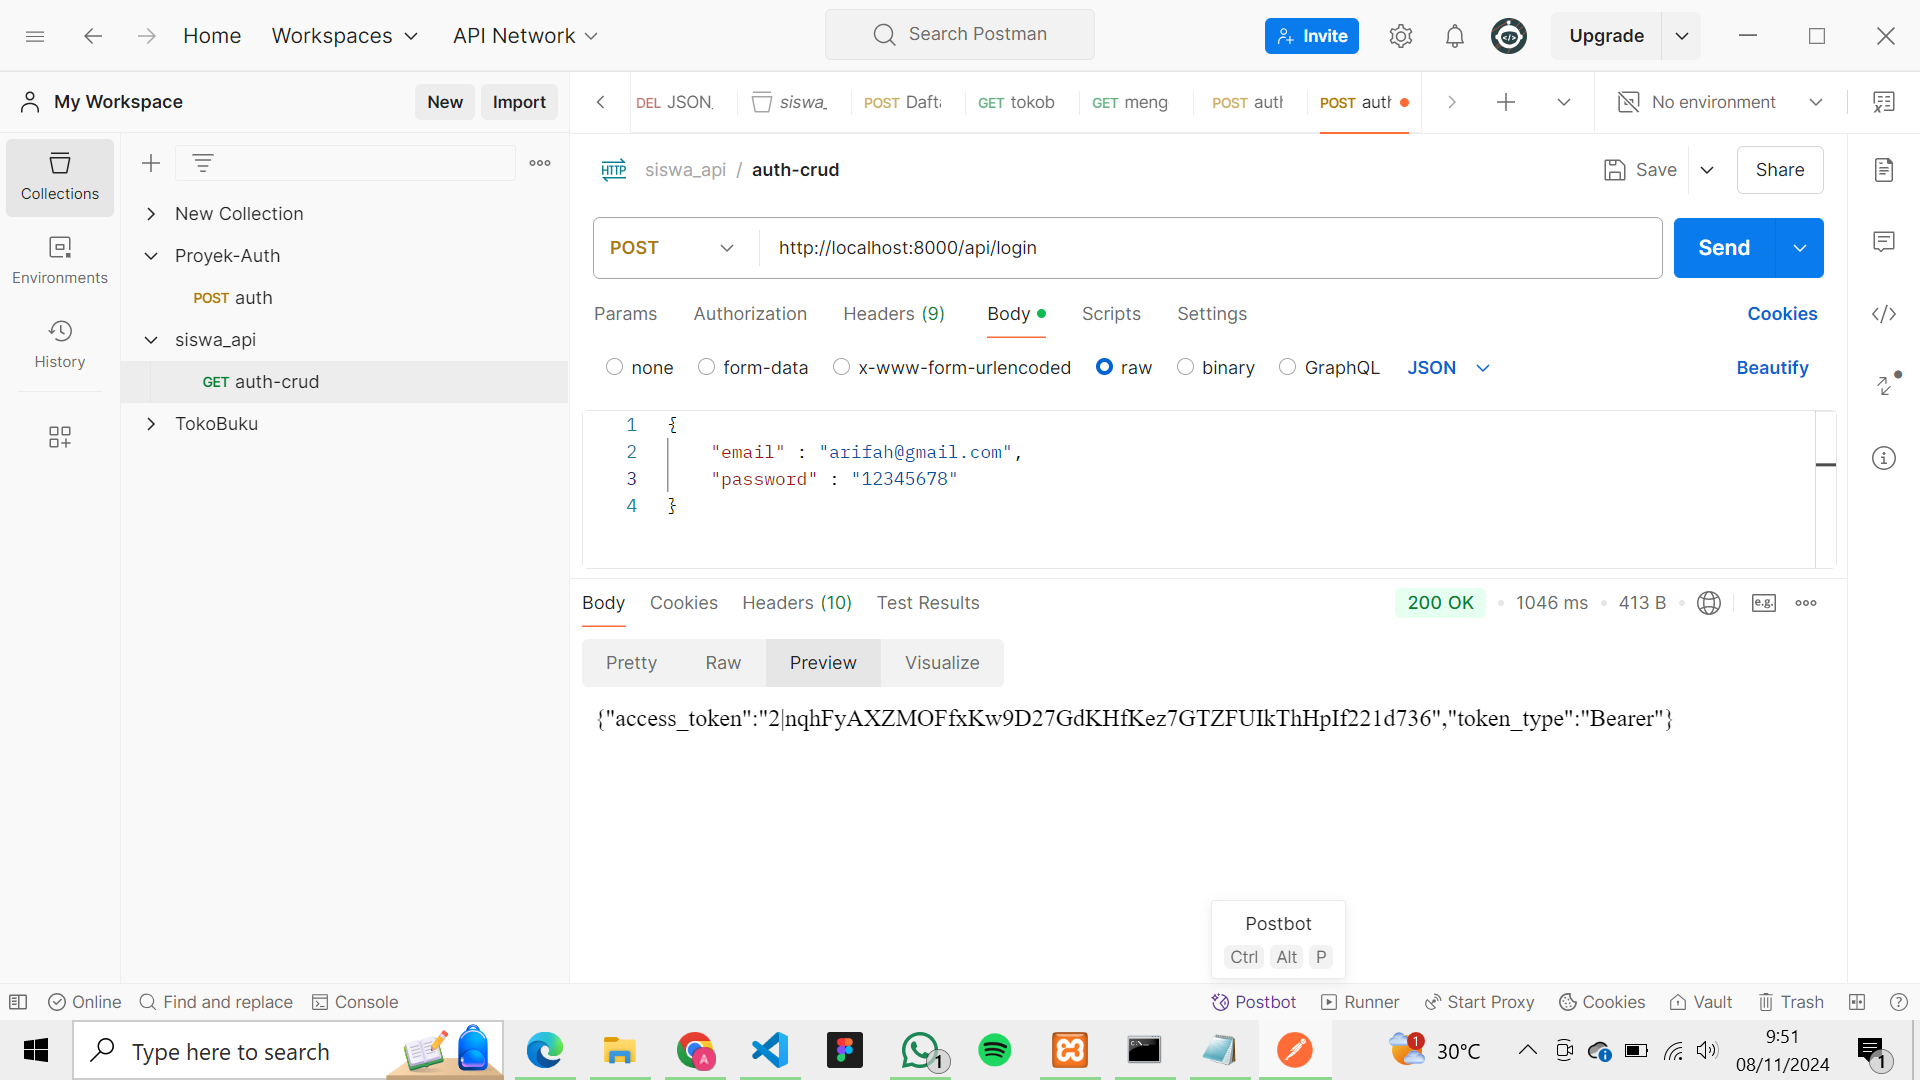 Home Workspaces API Network Search Postman Invite Upgrade
My Workspace New Import
DEL JSON siswa_ POST Daft GET tokob GET meng POST auth POST auth No environment
Collections
Environments
History
New Collection
Proyek-Auth
POST auth
siswa_api
GET auth-crud
TokoBuku
HTTP siswa_api / auth-crud Save Share
POST http://localhost:8000/api/login Send
Params Authorization Headers (9) Body Scripts Settings Cookies
none form-data x-www-form-urlencoded raw binary GraphQL JSON Beautify
1 {
2 "email" : "arifah@gmail.com",
3 "password" : "12345678"
4 }
Body Cookies Headers (10) Test Results 200 OK 1046 ms 413 B e.g.
Pretty Raw Preview Visualize
{"access_token":"2|nqhFyAXZMOFfxKw9D27GdKHfKez7GTZFUIkThHpIf221d736","token_type":"Bearer"}
Postbot
Ctrl Alt P
Online Find and replace Console Postbot Runner Start Proxy Cookies Vault Trash
Type here to search A 1 1 30°C 9:51
08/11/2024 1